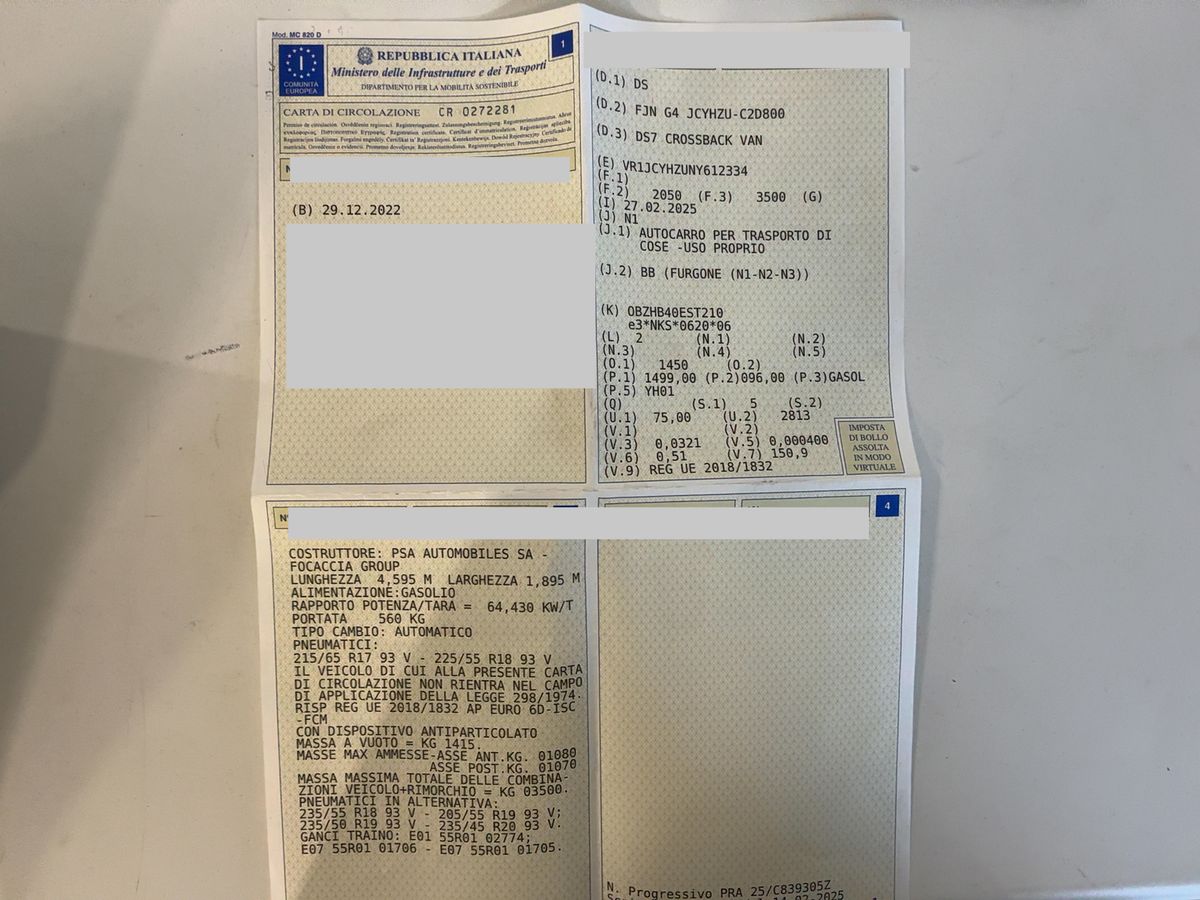 Mod. MC 820 D
1
I
COMUNITÀ
EUROPEA
REPUBBLICA ITALIANA
Ministero delle Infrastrutture e dei Trasporti
DIPARTIMENTO PER LA MOBILITÀ SOSTENIBILE
CARTA DI CIRCOLAZIONE CR 0272281
N
(B) 29.12.2022
(D.1) DS
(D.2) FJN G4 JCYHZU-C2D800
(D.3) DS7 CROSSBACK VAN
(E) VR1JCYHZUNY612334
(F.1)
(F.2) 2050 (F.3) 3500 (G)
(I) 27.02.2025
(J) N1
(J.1) AUTOCARRO PER TRASPORTO DI
COSE -USO PROPRIO
(J.2) BB (FURGONE (N1-N2-N3))
(K) OBZHB40EST210
e3*NKS*0620*06
(L) 2 (N.1) (N.2)
(N.3) (N.4) (N.5)
(O.1) 1450 (O.2)
(P.1) 1499,00 (P.2)096,00 (P.3)GASOL
(P.5) YH01
(Q) (S.1) 5 (S.2)
(U.1) 75,00 (U.2) 2813
(V.1) (V.2)
(V.3) 0,0321 (V.5) 0,000400
(V.6) 0,51 (V.7) 150,9
(V.9) REG UE 2018/1832
IMPOSTA
DI BOLLO
ASSOLTA
IN MODO
VIRTUALE
N°
COSTRUTTORE: PSA AUTOMOBILES SA -
FOCACCIA GROUP
LUNGHEZZA 4,595 M LARGHEZZA 1,895 M
ALIMENTAZIONE:GASOLIO
RAPPORTO POTENZA/TARA = 64,430 KW/T
PORTATA 560 KG
TIPO CAMBIO: AUTOMATICO
PNEUMATICI:
215/65 R17 93 V - 225/55 R18 93 V
IL VEICOLO DI CUI ALLA PRESENTE CARTA
DI CIRCOLAZIONE NON RIENTRA NEL CAMPO
DI APPLICAZIONE DELLA LEGGE 298/1974.
RISP REG UE 2018/1832 AP EURO 6D-ISC
-FCM
CON DISPOSITIVO ANTIPARTICOLATO
MASSA A VUOTO = KG 1415.
MASSE MAX AMMESSE-ASSE ANT.KG. 01080
ASSE POST.KG. 01070
MASSA MASSIMA TOTALE DELLE COMBINA-
ZIONI VEICOLO+RIMORCHIO = KG 03500.
PNEUMATICI IN ALTERNATIVA:
235/55 R18 93 V - 205/55 R19 93 V;
235/50 R19 93 V - 235/45 R20 93 V.
GANCI TRAINO: E01 55R01 02774;
E07 55R01 01706 - E07 55R01 01705.
4
N. Progressivo PRA 25/C839305Z